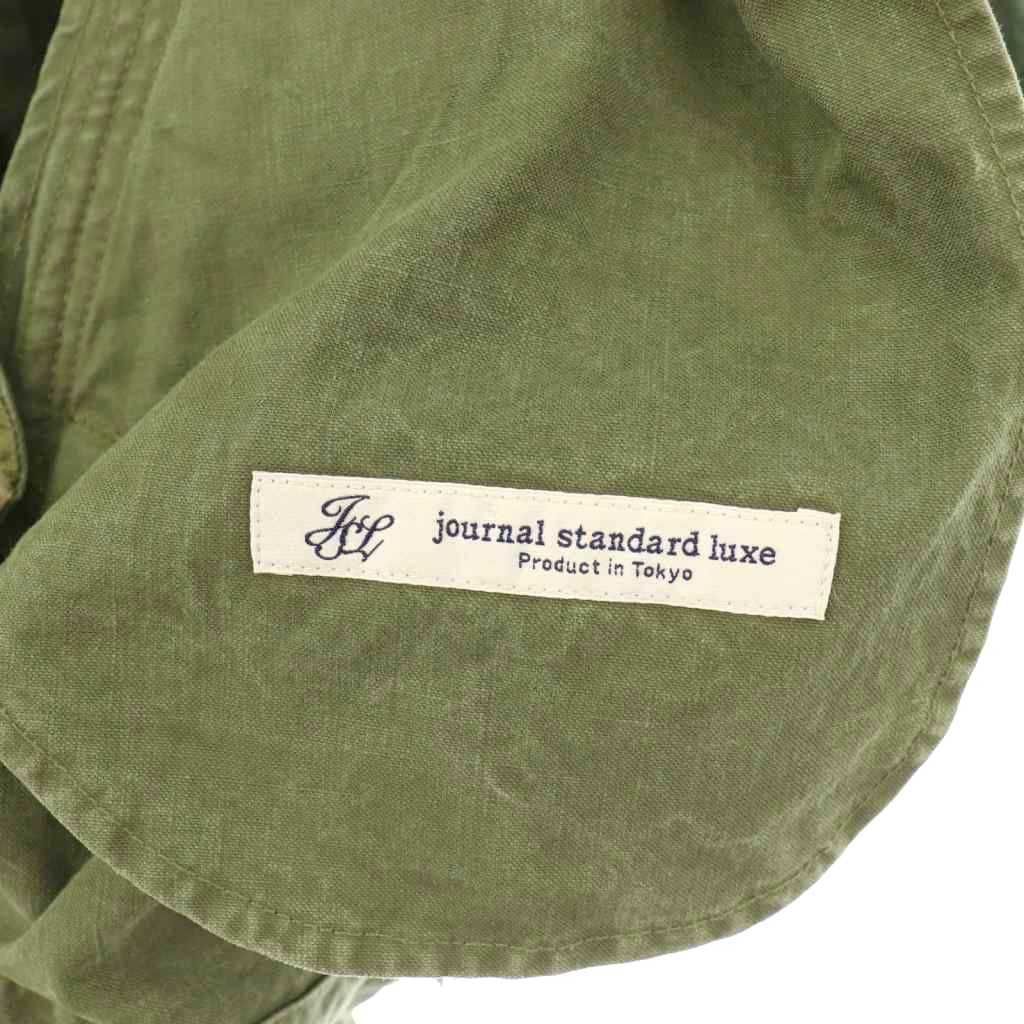 JSL
journal standard luxe
Product in Tokyo